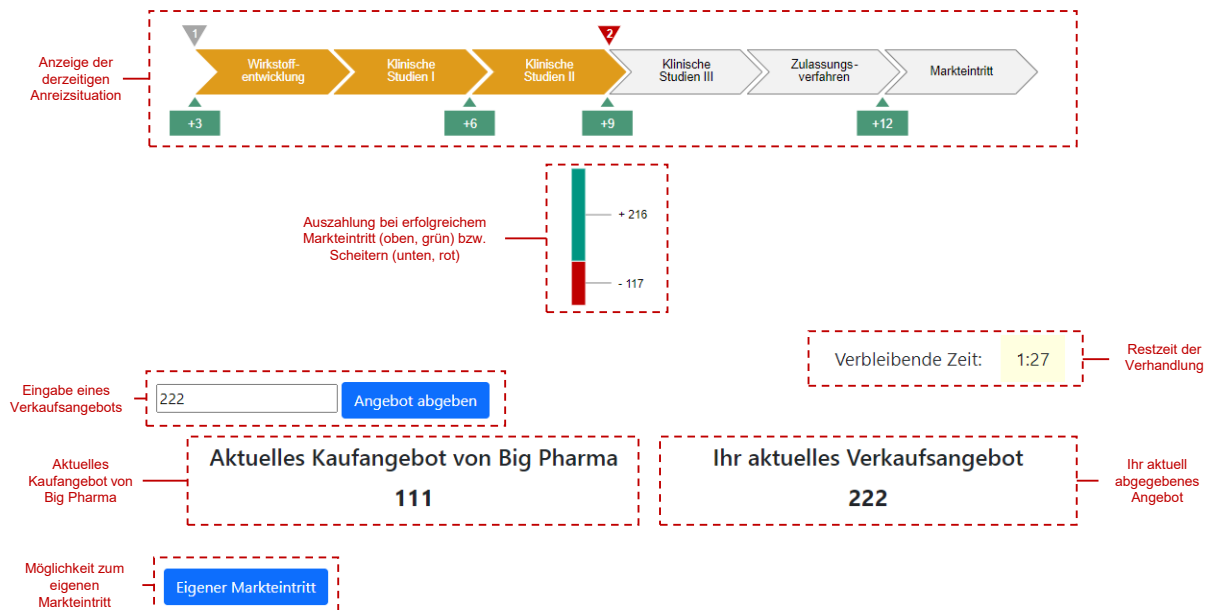 1
2
Anzeige der
derzeitigen
Anreizsituation
Wirkstoff-
entwicklung
Klinische
Studien I
Klinische
Studien II
Klinische
Studien III
Zulassungs-
verfahren
Markteintritt
+3
+6
+9
+12
Auszahlung bei erfolgreichem
Markteintritt (oben, grün) bzw.
Scheitern (unten, rot)
+ 216
- 117
Verbleibende Zeit: 1:27
Restzeit der
Verhandlung
Eingabe eines
Verkaufsangebots
222
Angebot abgeben
Aktuelles
Kaufangebot von
Big Pharma
Aktuelles Kaufangebot von Big Pharma
111
Ihr aktuelles Verkaufsangebot
222
Ihr aktuell
abgegebenes
Angebot
Möglichkeit zum
eigenen
Markteintritt
Eigener Markteintritt